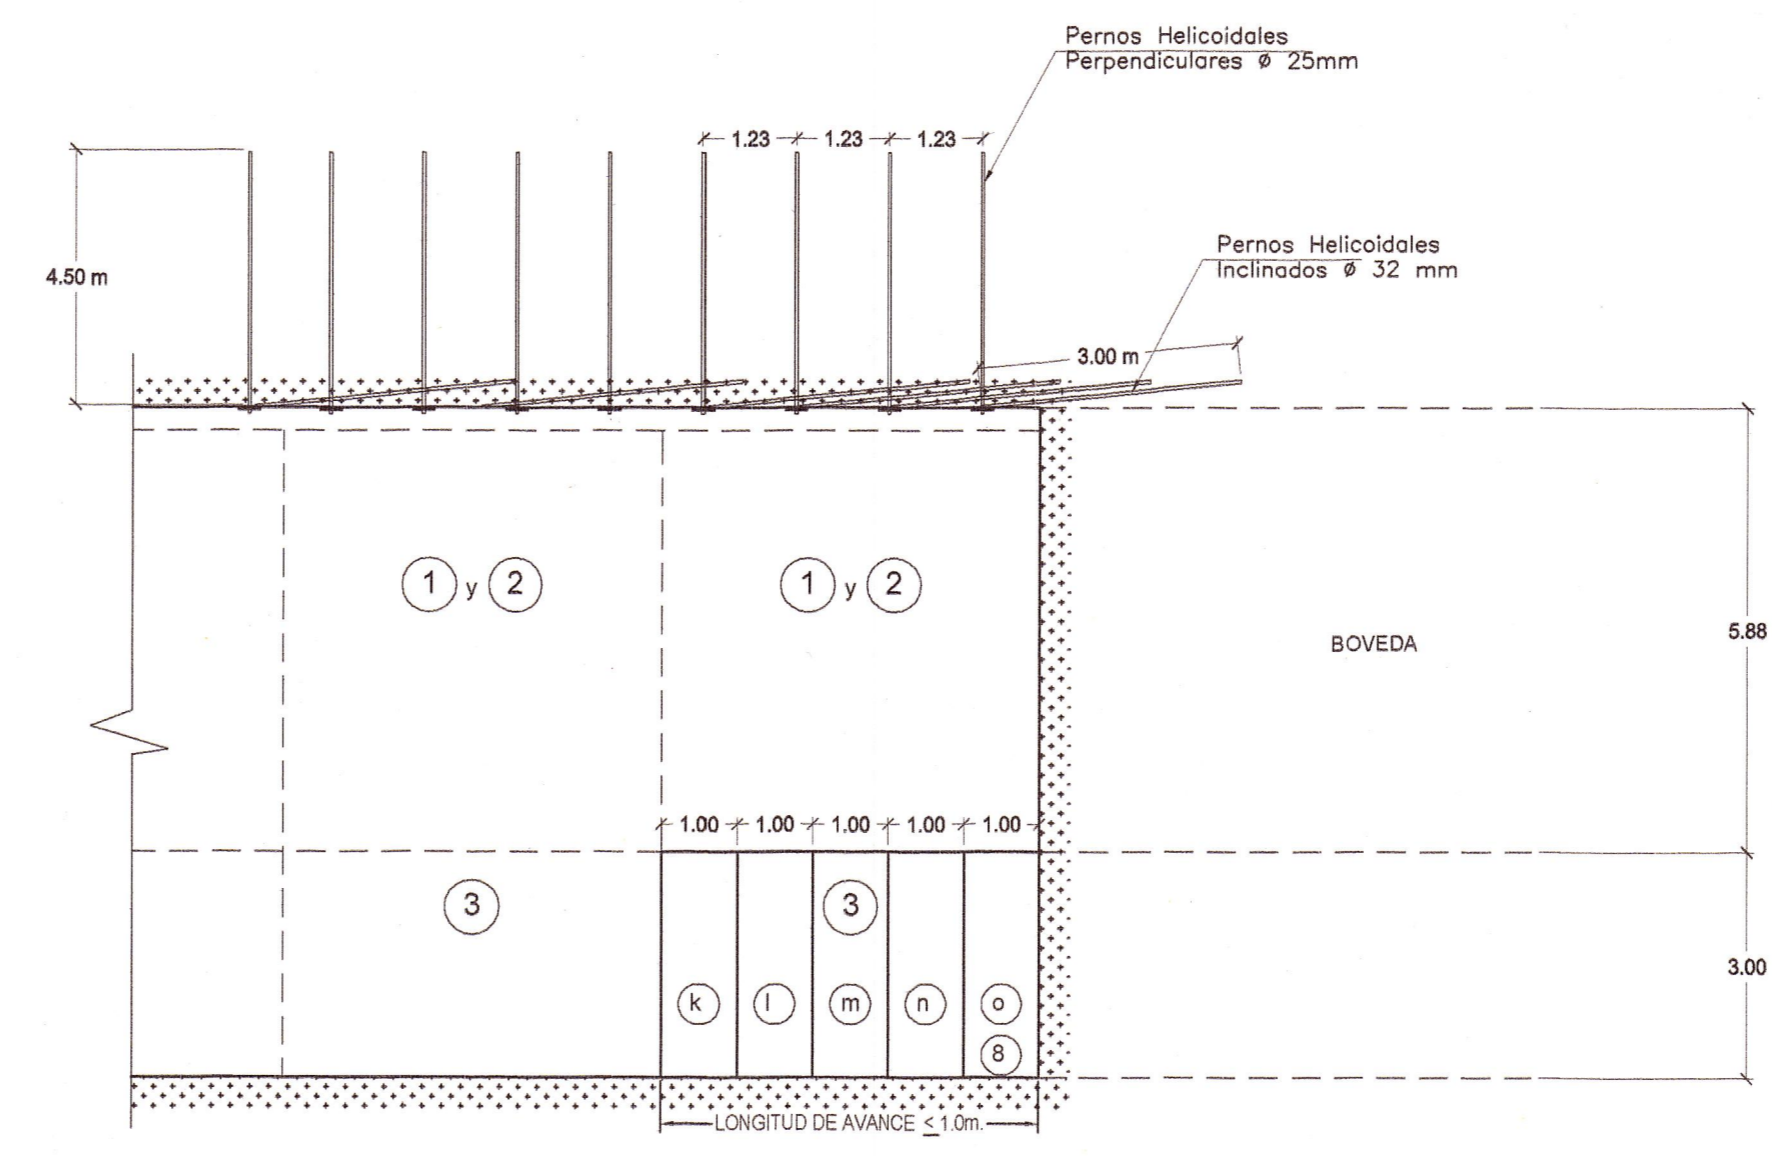 Pernos Helicoidales
Perpendiculares ø 25mm
1.23 1.23 1.23
4.50 m
Pernos Helicoidales
Inclinados ø 32 mm
3.00 m
1 y 2 1 y 2
BOVEDA
5.88
1.00 1.00 1.00 1.00 1.00
3 3
3.00
k l m n o
8
LONGITUD DE AVANCE ≤ 1.0m.